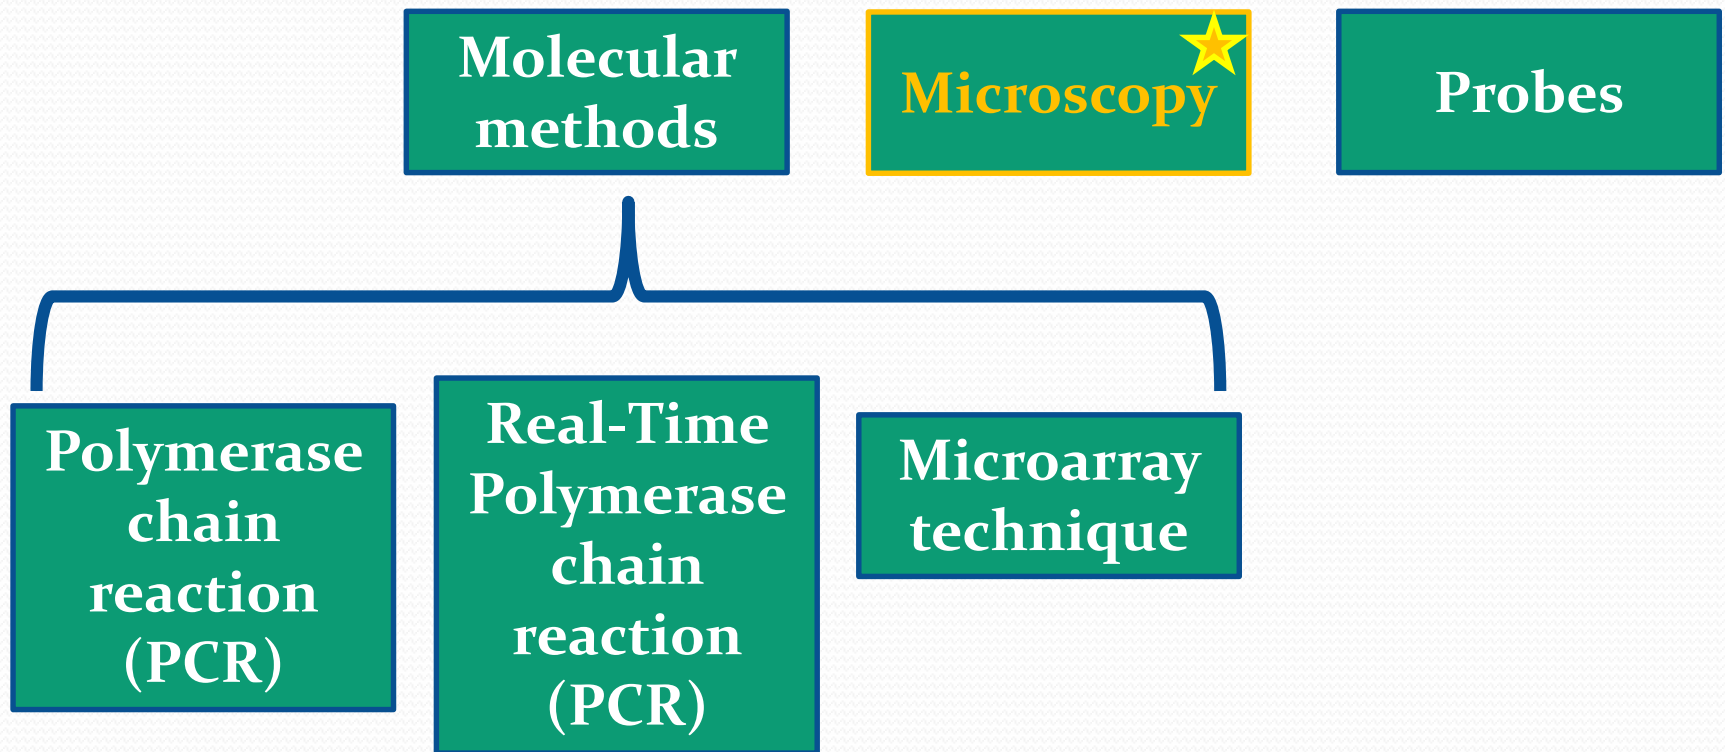 Molecular
methods
Microscopy
Probes
Polymerase
chain
reaction
(PCR)
Real-Time
Polymerase
chain
reaction
(PCR)
Microarray
technique